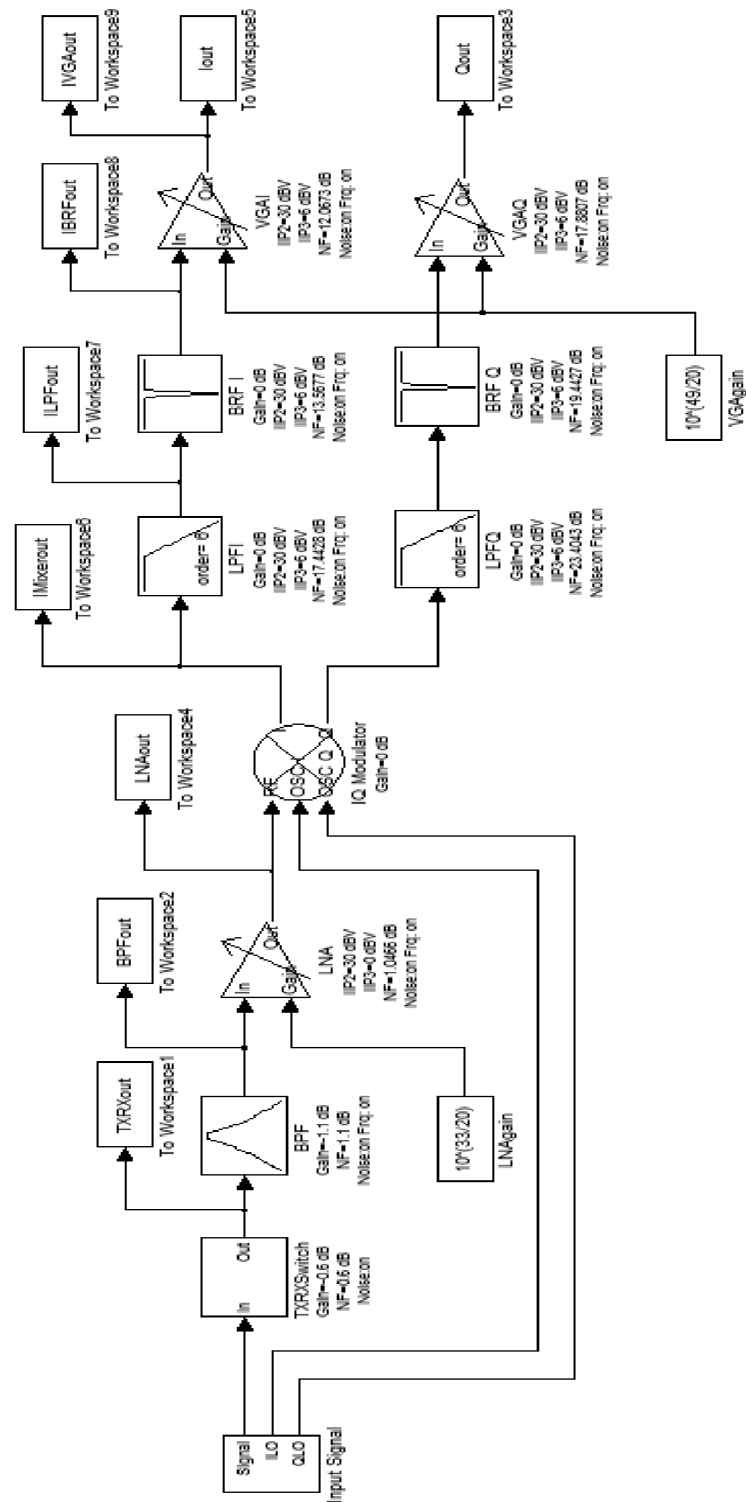 Signal
ILO
QLO
Input Signal
In
Out
TXRXSwitch
Gain=-0.6 dB
NF=0.6 dB
Noise:on
TXRXout
To Workspace1
BPF
Gain=-1.1 dB
NF=1.1 dB
Noise:on Frq: on
BPFout
To Workspace2
In
Gain
Out
LNA
IIP2=30 dBV
IIP3=0 dBV
NF=1.0466 dB
Noise:on Frq: on
10^(33/20)
LNAgain
LNAout
To Workspace4
RF
OSC I
OSC Q
I
Q
IQ Modulator
Gain=0 dB
IMixerout
To Workspace6
order= 6
LPFI
Gain=0 dB
IIP2=30 dBV
IIP3=6 dBV
NF=17.4428 dB
Noise:on Frq: on
ILPFout
To Workspace7
BRF I
Gain=0 dB
IIP2=30 dBV
IIP3=6 dBV
NF=13.5677 dB
Noise:on Frq: on
IBRFout
To Workspace8
In
Gain
Out
VGAI
IIP2=30 dBV
IIP3=6 dBV
NF=12.0673 dB
Noise:on Frq: on
IVGAout
To Workspace9
Iout
To Workspace5
order= 6
LPFQ
Gain=0 dB
IIP2=30 dBV
IIP3=6 dBV
NF=23.4043 dB
Noise:on Frq: on
BRF Q
Gain=0 dB
IIP2=30 dBV
IIP3=6 dBV
NF=19.4427 dB
Noise:on Frq: on
In
Gain
Out
VGAQ
IIP2=30 dBV
IIP3=6 dBV
NF=17.8807 dB
Noise:on Frq: on
Qout
To Workspace3
10^(49/20)
VGAgain